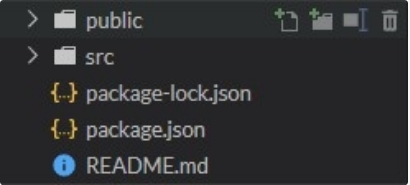 public
src
{..} package-lock.json
{..} package.json
README.md